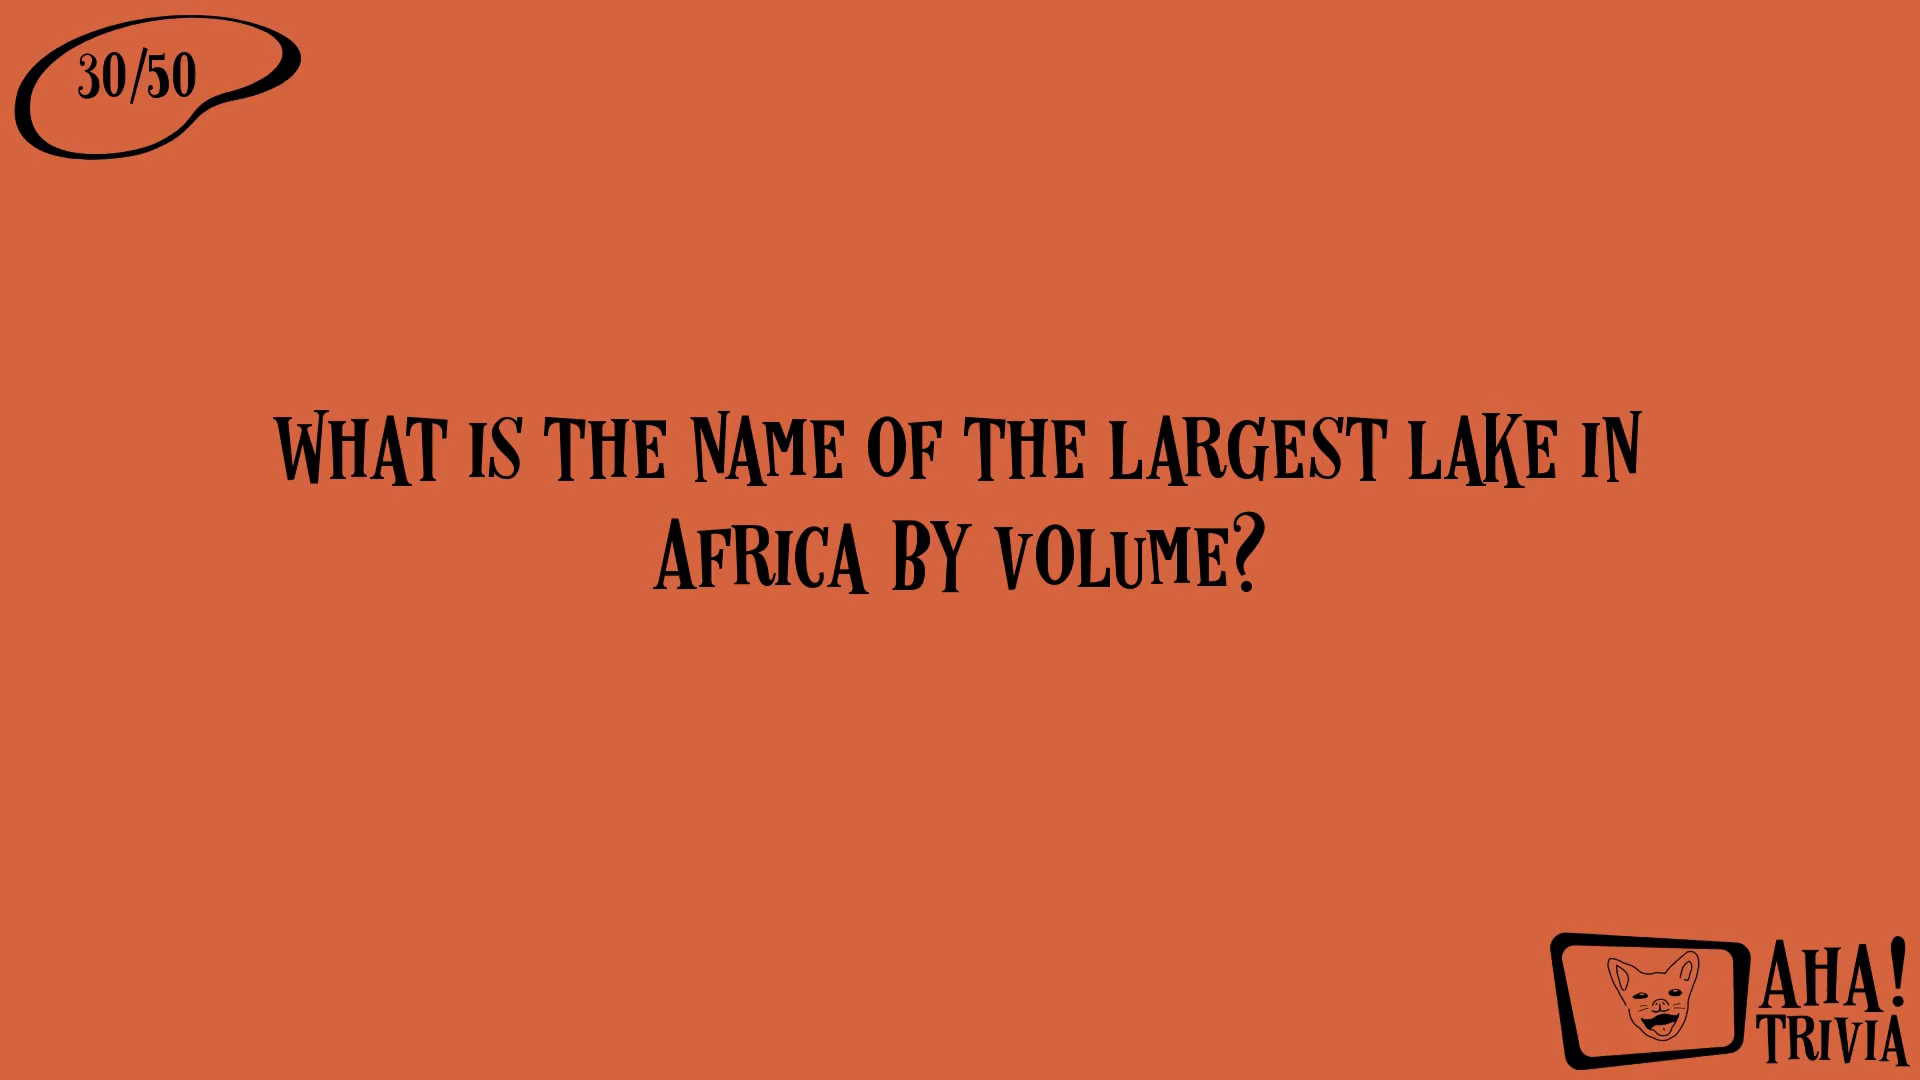 30/50
WHAT IS THE NAME OF THE LARGEST LAKE IN
AFRICA BY VOLUME?
AHA!
TRIVIA